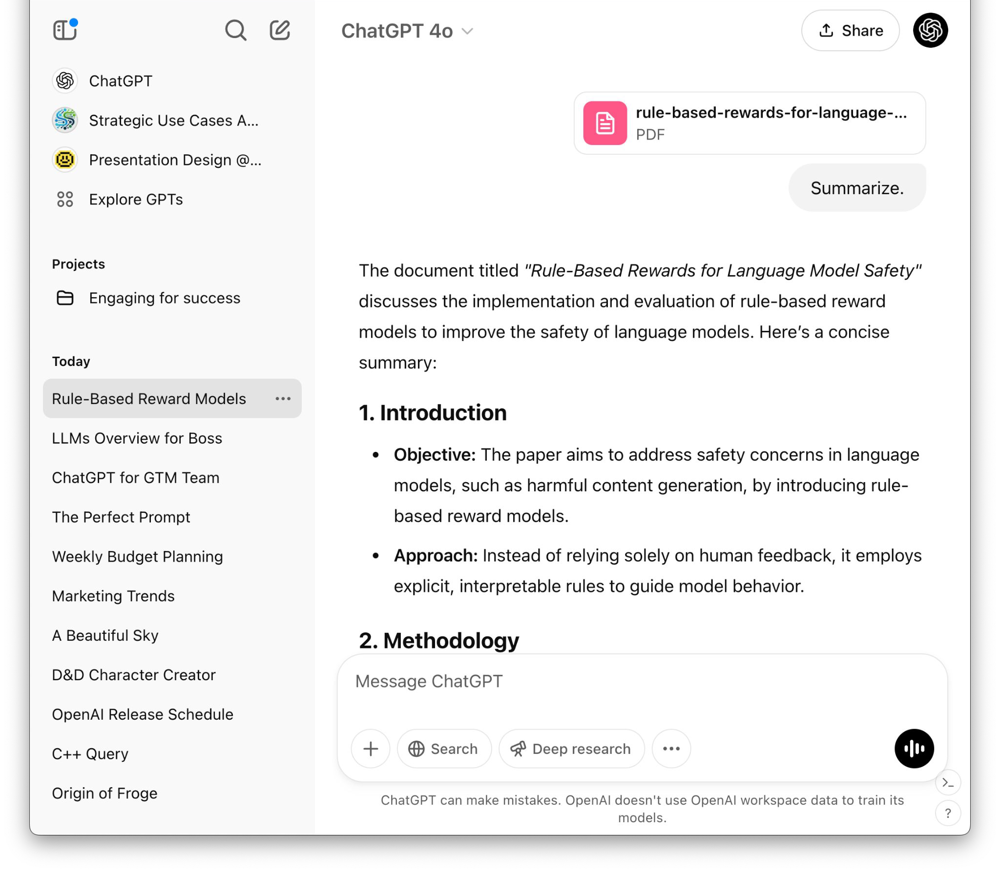 ChatGPT
Strategic Use Cases A...
Presentation Design @...
Explore GPTs
Projects
Engaging for success
Today
Rule-Based Reward Models
LLMs Overview for Boss
ChatGPT for GTM Team
The Perfect Prompt
Weekly Budget Planning
Marketing Trends
A Beautiful Sky
D&D Character Creator
OpenAI Release Schedule
C++ Query
Origin of Froge
ChatGPT 4o
Share
rule-based-rewards-for-language-...
PDF
Summarize.
The document titled "Rule-Based Rewards for Language Model Safety"
discusses the implementation and evaluation of rule-based reward
models to improve the safety of language models. Here’s a concise
summary:
1. Introduction
• Objective: The paper aims to address safety concerns in language
models, such as harmful content generation, by introducing rule-
based reward models.
• Approach: Instead of relying solely on human feedback, it employs
explicit, interpretable rules to guide model behavior.
2. Methodology
Message ChatGPT
Search
Deep research
ChatGPT can make mistakes. OpenAI doesn't use OpenAI workspace data to train its
models.
?